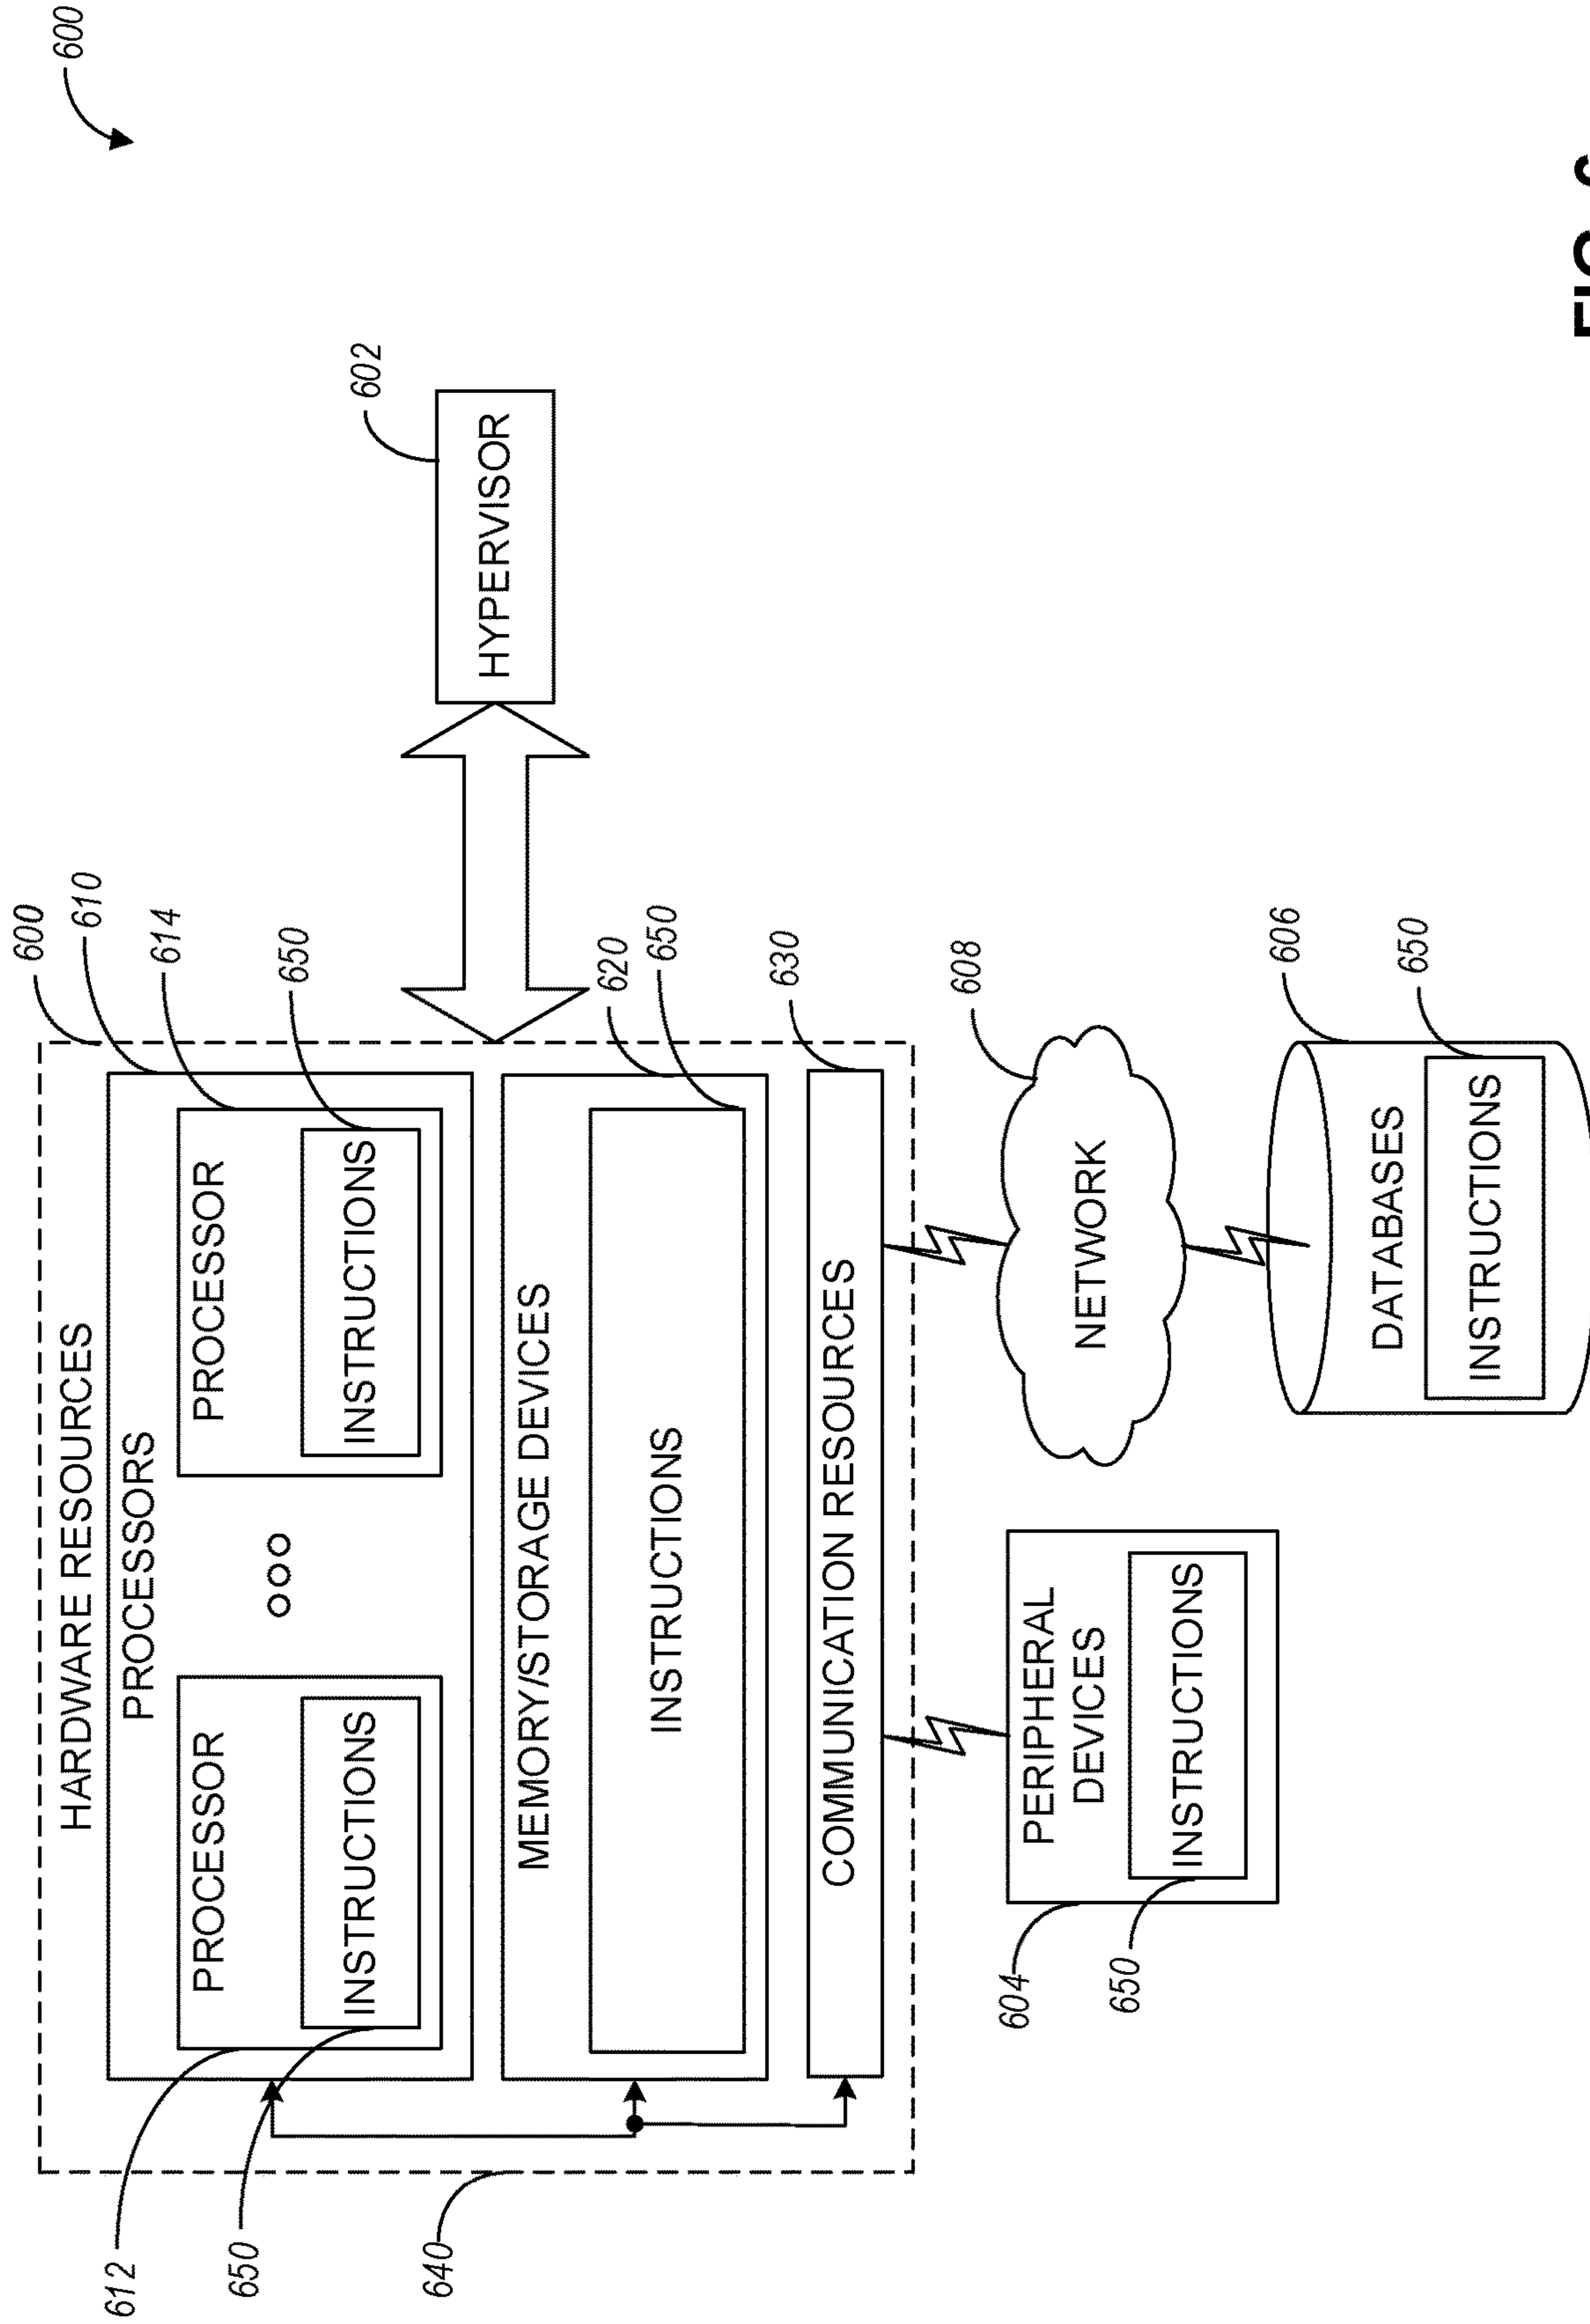 600
HARDWARE RESOURCES
600
PROCESSORS
610
612
PROCESSOR
PROCESSOR
614
650
INSTRUCTIONS
INSTRUCTIONS
650
602
HYPERVISOR
MEMORY/STORAGE DEVICES
620
INSTRUCTIONS
650
640
COMMUNICATION RESOURCES
630
604
PERIPHERAL
DEVICES
650
INSTRUCTIONS
NETWORK
608
606
DATABASES
INSTRUCTIONS
650
FIG.